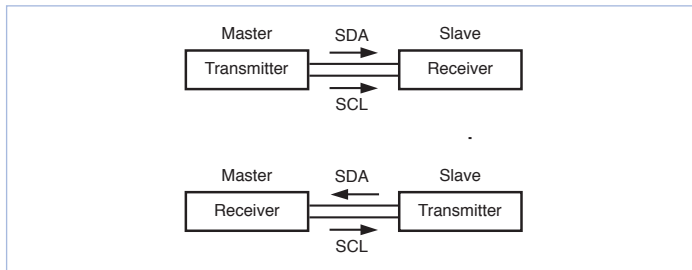 Master SDA Slave
Transmitter Receiver
SCL
Master SDA Slave
Receiver Transmitter
SCL